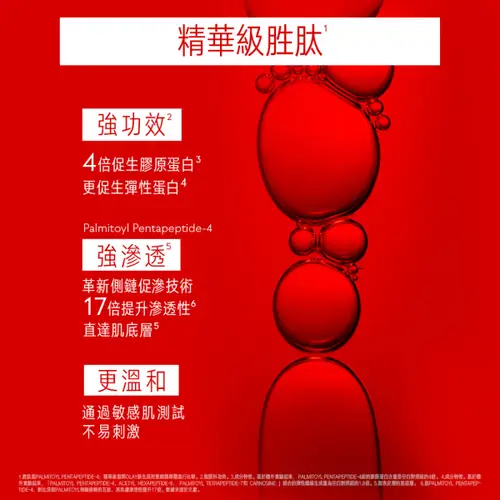 精華級胜肽¹
強功效²
4倍促生膠原蛋白³
更促生彈性蛋白⁴
Palmitoyl Pentapeptide-4
強滲透⁵
革新側鏈促滲技術
17倍提升滲透性⁶
直達肌底層⁵
更溫和
通過敏感肌測試
不易刺激